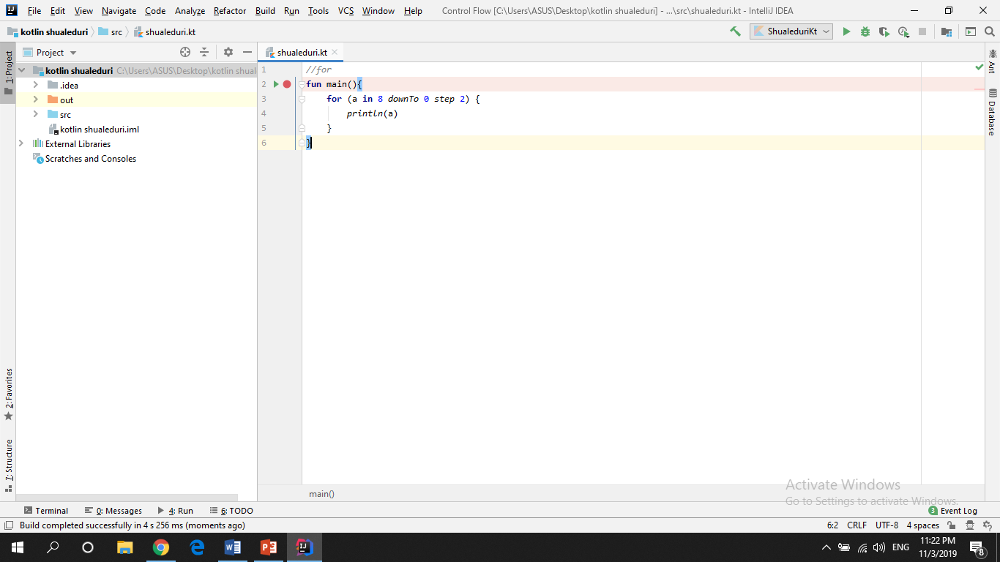 File Edit View Navigate Code Analyze Refactor Build Run Tools VCS Window Help Control Flow [C:\Users\ASUS\Desktop\kotlin shualeduri] - ...\src\shualeduri.kt - IntelliJ IDEA
kotlin shualeduri src shualeduri.kt ShualeduriKt
Project
shualeduri.kt
1: Project
kotlin shualeduri C:\Users\ASUS\Desktop\kotlin shual
.idea
out
src
kotlin shualeduri.iml
External Libraries
Scratches and Consoles
1 //for
2 fun main(){
3 for (a in 8 downTo 0 step 2) {
4 println(a)
5 }
6 }
Ant
Database
2: Favorites
7: Structure
main()
Activate Windows
Go to Settings to activate Windows.
Terminal 0: Messages 4: Run 6: TODO 3 Event Log
Build completed successfully in 4 s 256 ms (moments ago) 6:2 CRLF UTF-8 4 spaces
ENG 11:22 PM
11/3/2019 8